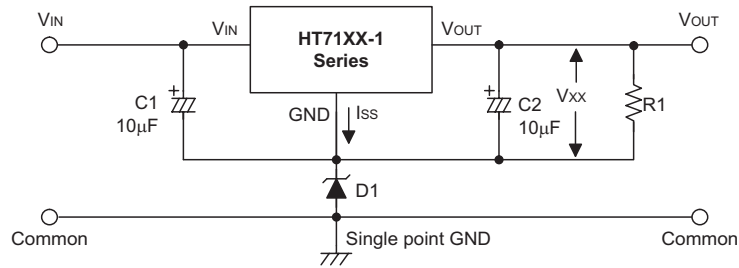 VIN
VIN
HT71XX-1
Series
VOUT
VOUT
+
C1
10μF
GND
ISS
+
C2
10μF
VXX
R1
D1
Common
Single point GND
Common